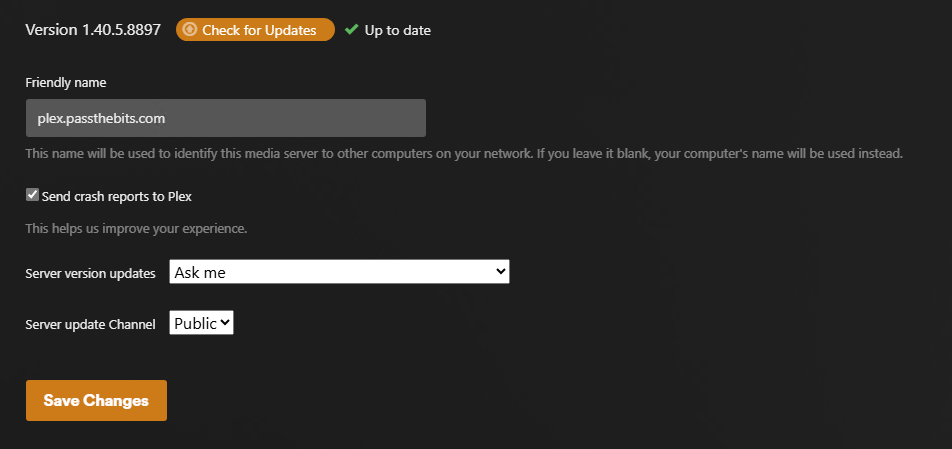 Version 1.40.5.8897 Check for Updates Up to date
Friendly name
plex.passthebits.com
This name will be used to identify this media server to other computers on your network. If you leave it blank, your computer's name will be used instead.
Send crash reports to Plex
This helps us improve your experience.
Server version updates Ask me
Server update Channel Public
Save Changes